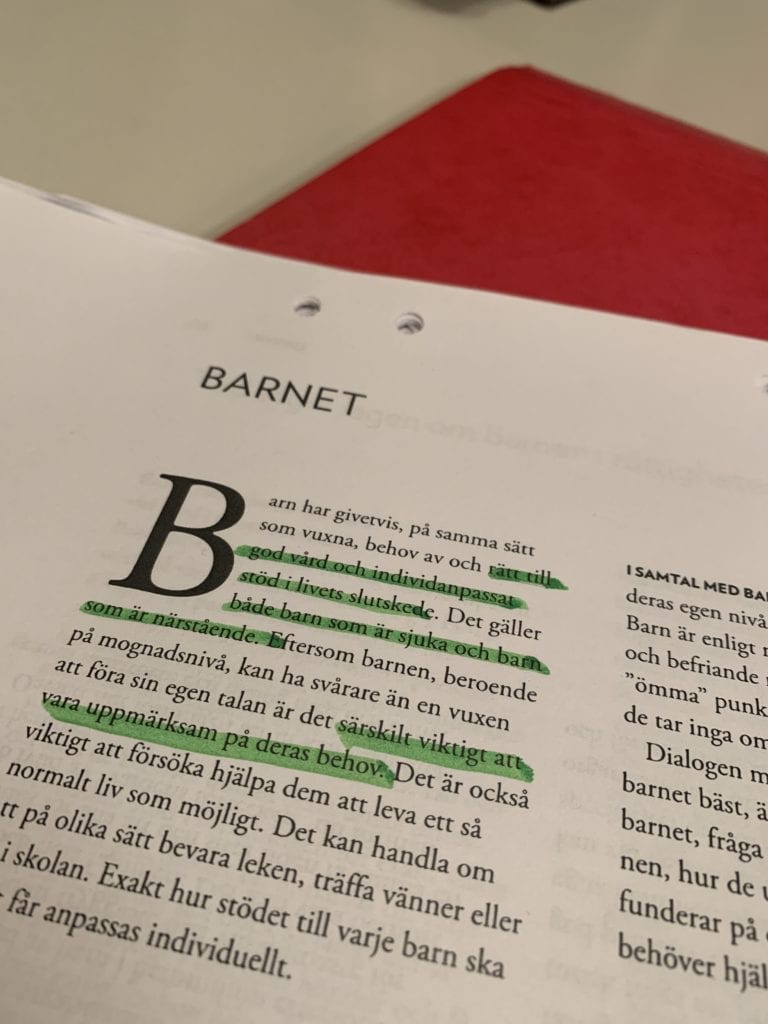 BARNET
Barn har givetvis, på samma sätt
som vuxna, behov av och rätt till
god vård och individanpassat
stöd i livets slutskede. Det gäller
både barn som är sjuka och barn
som är närstående. Eftersom barnen, beroende
på mognadsnivå, kan ha svårare än en vuxen
att föra sin egen talan är det särskilt viktigt att
vara uppmärksam på deras behov. Det är också
viktigt att försöka hjälpa dem att leva ett så
normalt liv som möjligt. Det kan handla om
tt på olika sätt bevara leken, träffa vänner eller
i skolan. Exakt hur stödet till varje barn ska
får anpassas individuellt.
I SAMTAL MED BA
deras egen nivå
Barn är enligt
och befriande
”ömma” punk
de tar inga om
Dialogen m
barnet bäst, ä
barnet, fråga
nen, hur de u
funderar på
behöver hjäl